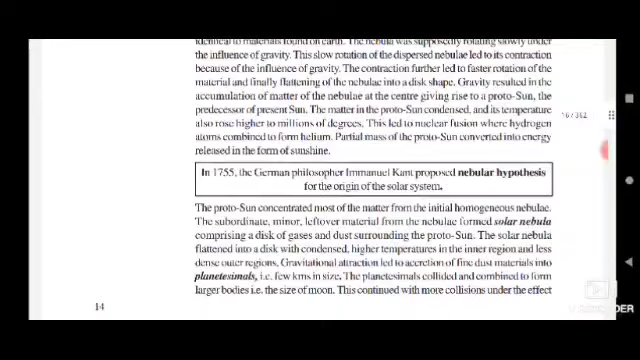 identical to materials found on earth. The nebula was supposedly rotating slowly under
the influence of gravity. This slow rotation of the dispersed nebulae led to its contraction
because of the influence of gravity. The contraction further led to faster rotation of the
material and finally flattening of the nebulae into a disk shape. Gravity resulted in the
accumulation of matter of the nebulae at the centre giving rise to a proto-Sun, the
predecessor of present Sun. The matter in the proto-Sun condensed, and its temperature
also rose higher to millions of degrees. This led to nuclear fusion where hydrogen
atoms combined to form helium. Partial mass of the proto-Sun converted into energy
released in the form of sunshine.
In 1755, the German philosopher Immanuel Kant proposed nebular hypothesis
for the origin of the solar system.
The proto-Sun concentrated most of the matter from the initial homogeneous nebulae.
The subordinate, minor, leftover material from the nebulae formed solar nebula
comprising a disk of gases and dust surrounding the proto-Sun. The solar nebula
flattened into a disk with condensed, higher temperatures in the inner region and less
dense outer regions. Gravitational attraction led to accretion of fine dust materials into
planetesimals, i.e. few kms in size. The planetesimals collided and combined to form
larger bodies i.e. the size of moon. This continued with more collisions under the effect
14